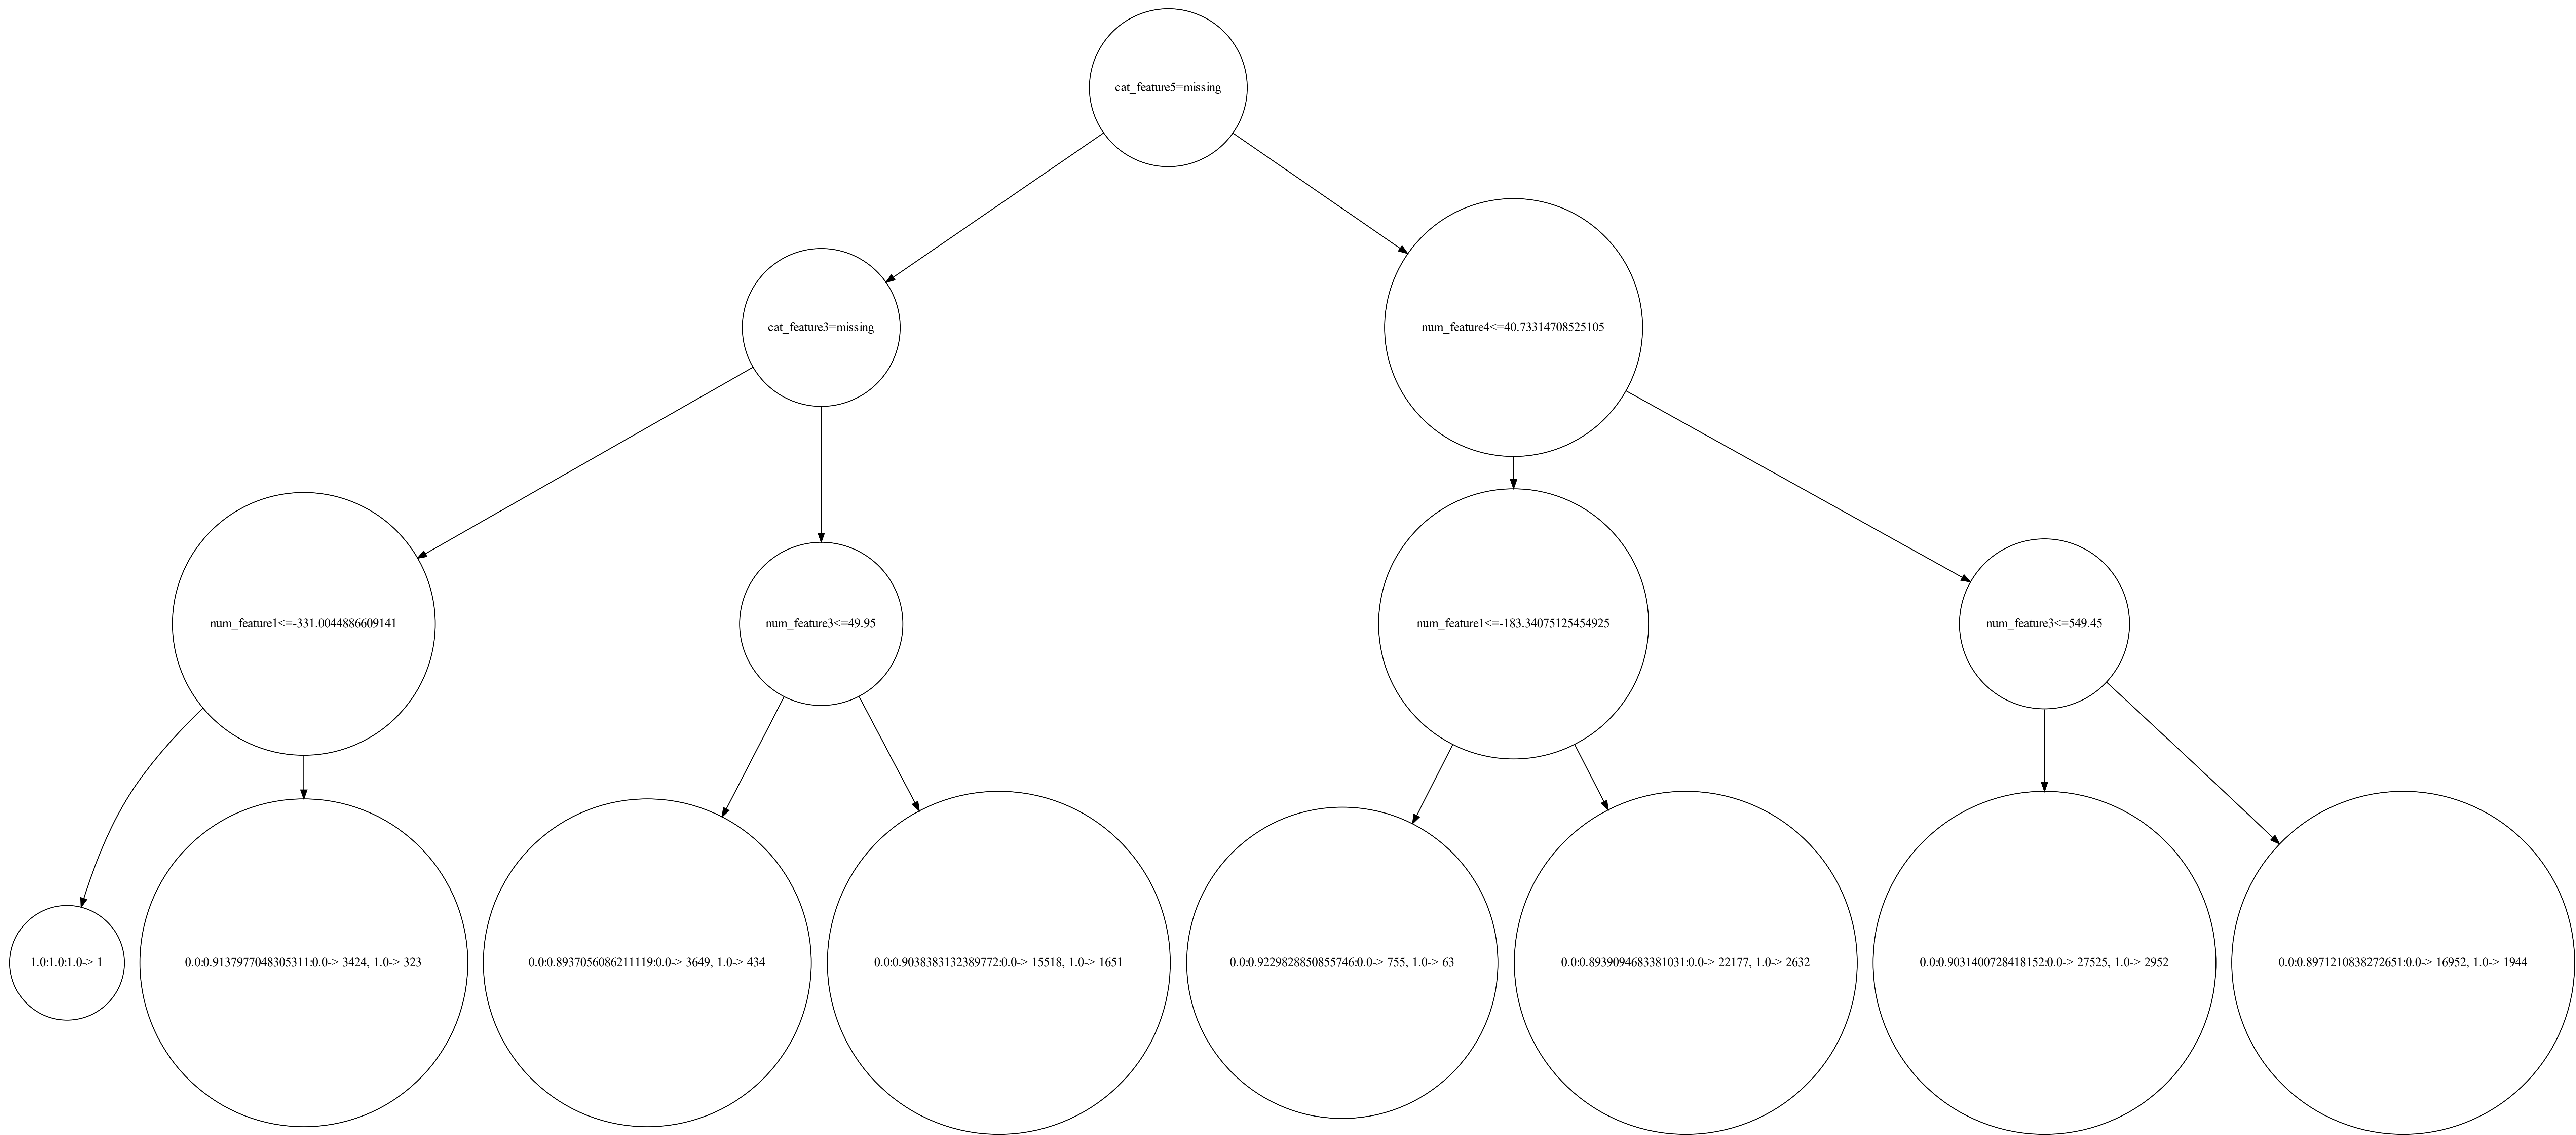 cat_feature5=missing
cat_feature3=missing
num_feature4<=40.73314708525105
num_feature1<=-331.0044886609141
num_feature3<=49.95
num_feature1<=-183.34075125454925
num_feature3<=549.45
1.0:1.0:1.0-> 1
0.0:0.9137977048305311:0.0-> 3424, 1.0-> 323
0.0:0.8937056086211119:0.0-> 3649, 1.0-> 434
0.0:0.9038383132389772:0.0-> 15518, 1.0-> 1651
0.0:0.9229828850855746:0.0-> 755, 1.0-> 63
0.0:0.8939094683381031:0.0-> 22177, 1.0-> 2632
0.0:0.9031400728418152:0.0-> 27525, 1.0-> 2952
0.0:0.8971210838272651:0.0-> 16952, 1.0-> 1944